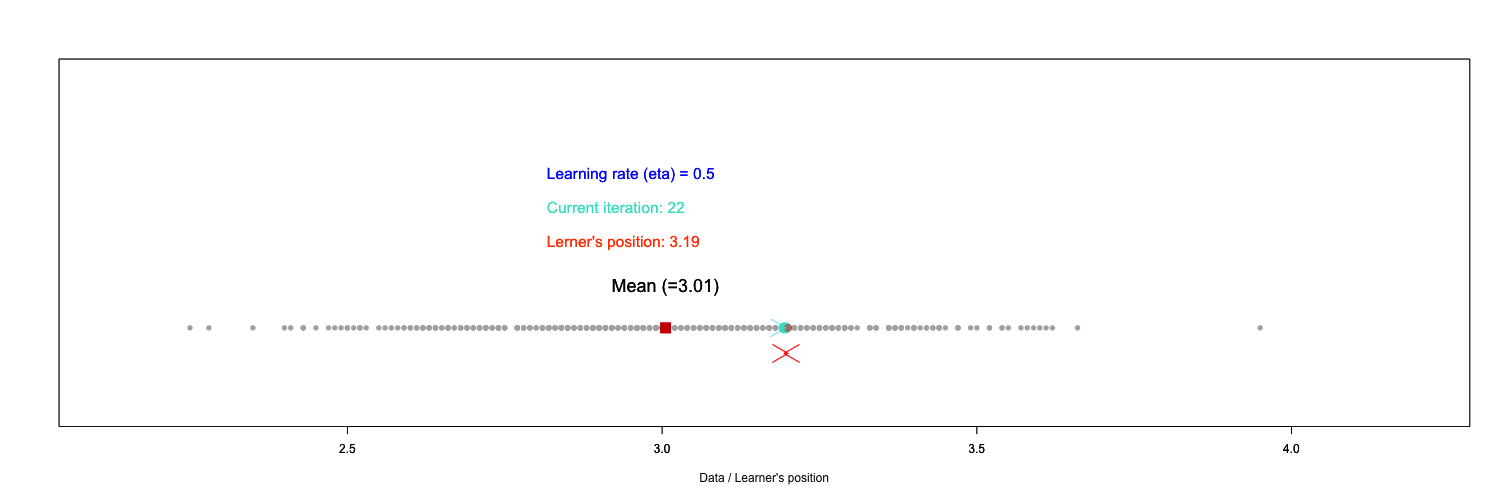 Learning rate (eta) = 0.5
Current iteration: 22
Lerner's position: 3.19
Mean (=3.01)
2.5 3.0 3.5 4.0
Data / Learner's position